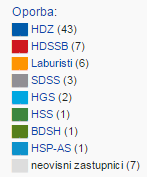 Oporba:
HDZ (43)
HDSSB (7)
Laburisti (6)
SDSS (3)
HGS (2)
HSS (1)
BDSH (1)
HSP-AS (1)
neovisni zastupnici (7)